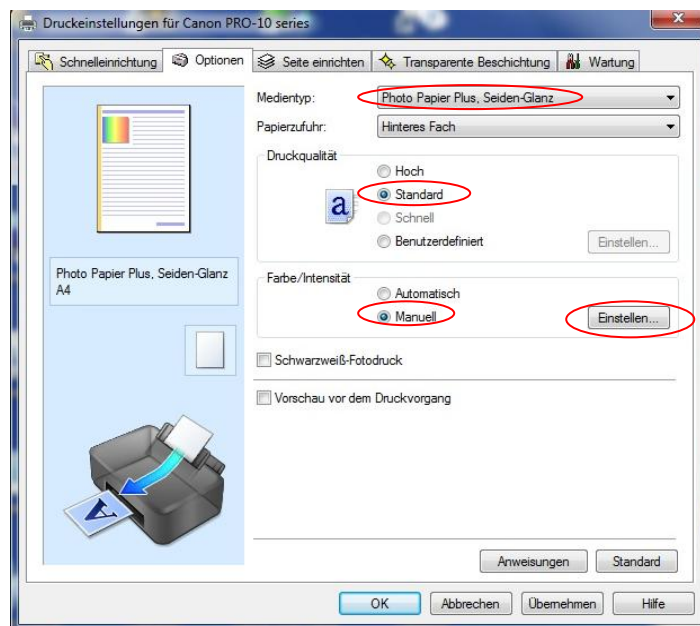 Druckeinstellungen für Canon PRO-10 series
Schnelleinrichtung Optionen Seite einrichten Transparente Beschichtung Wartung
Medientyp: Photo Papier Plus, Seiden-Glanz
Papierzufuhr: Hinteres Fach
Druckqualität
Hoch
a Standard
Schnell
Benutzerdefiniert Einstellen...
Photo Papier Plus, Seiden-Glanz
A4
Farbe/Intensität
Automatisch
Manuell Einstellen...
Schwarzweiß-Fotodruck
Vorschau vor dem Druckvorgang
A
Anweisungen Standard
OK Abbrechen Übernehmen Hilfe